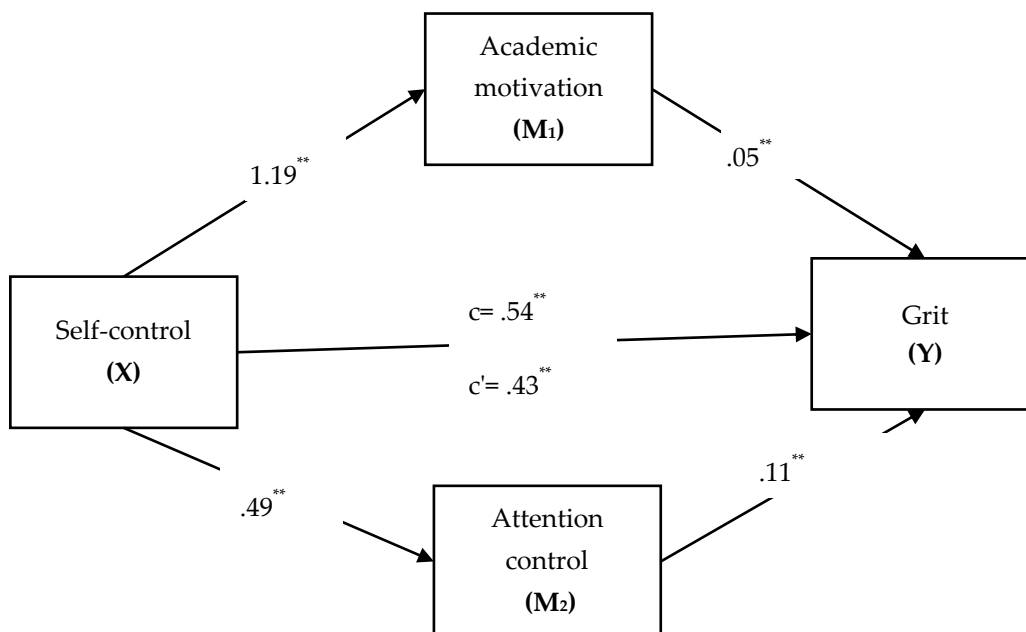 Academic
motivation
(M₁)
1.19**
.05**
Self-control
(X)
c= .54**
c'= .43**
Grit
(Y)
.49**
.11**
Attention
control
(M₂)